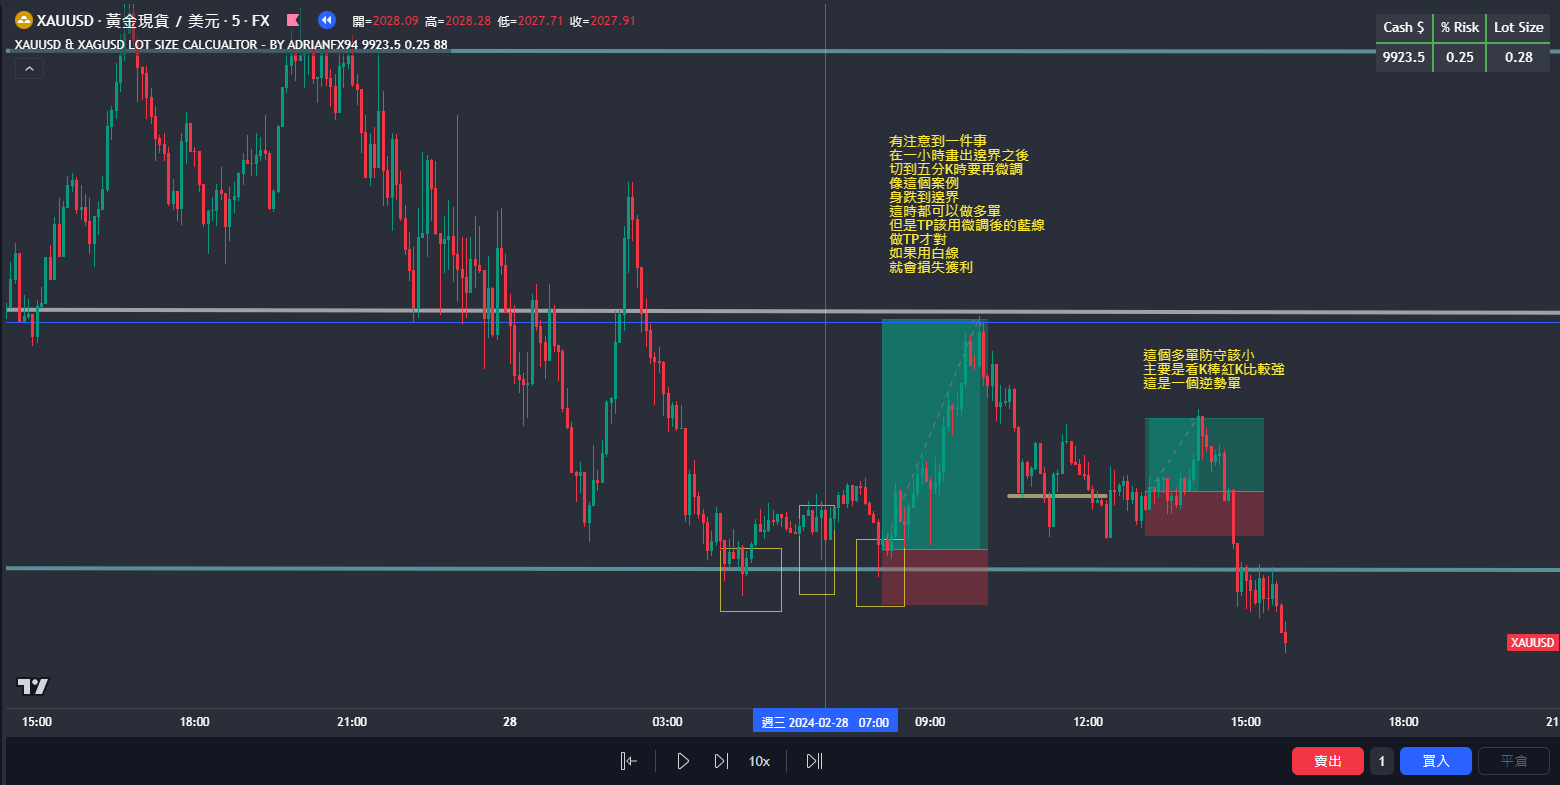 XAUUSD · 黃金現貨 / 美元 · 5 · FX 開=2028.09 高=2028.28 低=2027.71 收=2027.91
XAUUSD & XAGUSD LOT SIZE CALCUALTOR - BY ADRIANFX94 9923.5 0.25 88
Cash $ % Risk Lot Size
9923.5 0.25 0.28
有注意到一件事
在一小時畫出邊界之後
切到五分K時要再微調
像這個案例
身跌到邊界
這時都可以做多單
但是TP該用微調後的藍線
做TP才對
如果用白線
就會損失獲利
這個多單防守該小
主要是看K棒紅K比較強
這是一個逆勢單
XAUUSD
15:00 18:00 21:00 28 03:00 週三 2024-02-28 07:00 09:00 12:00 15:00 18:00 21
10x
賣出 1 買入 平倉